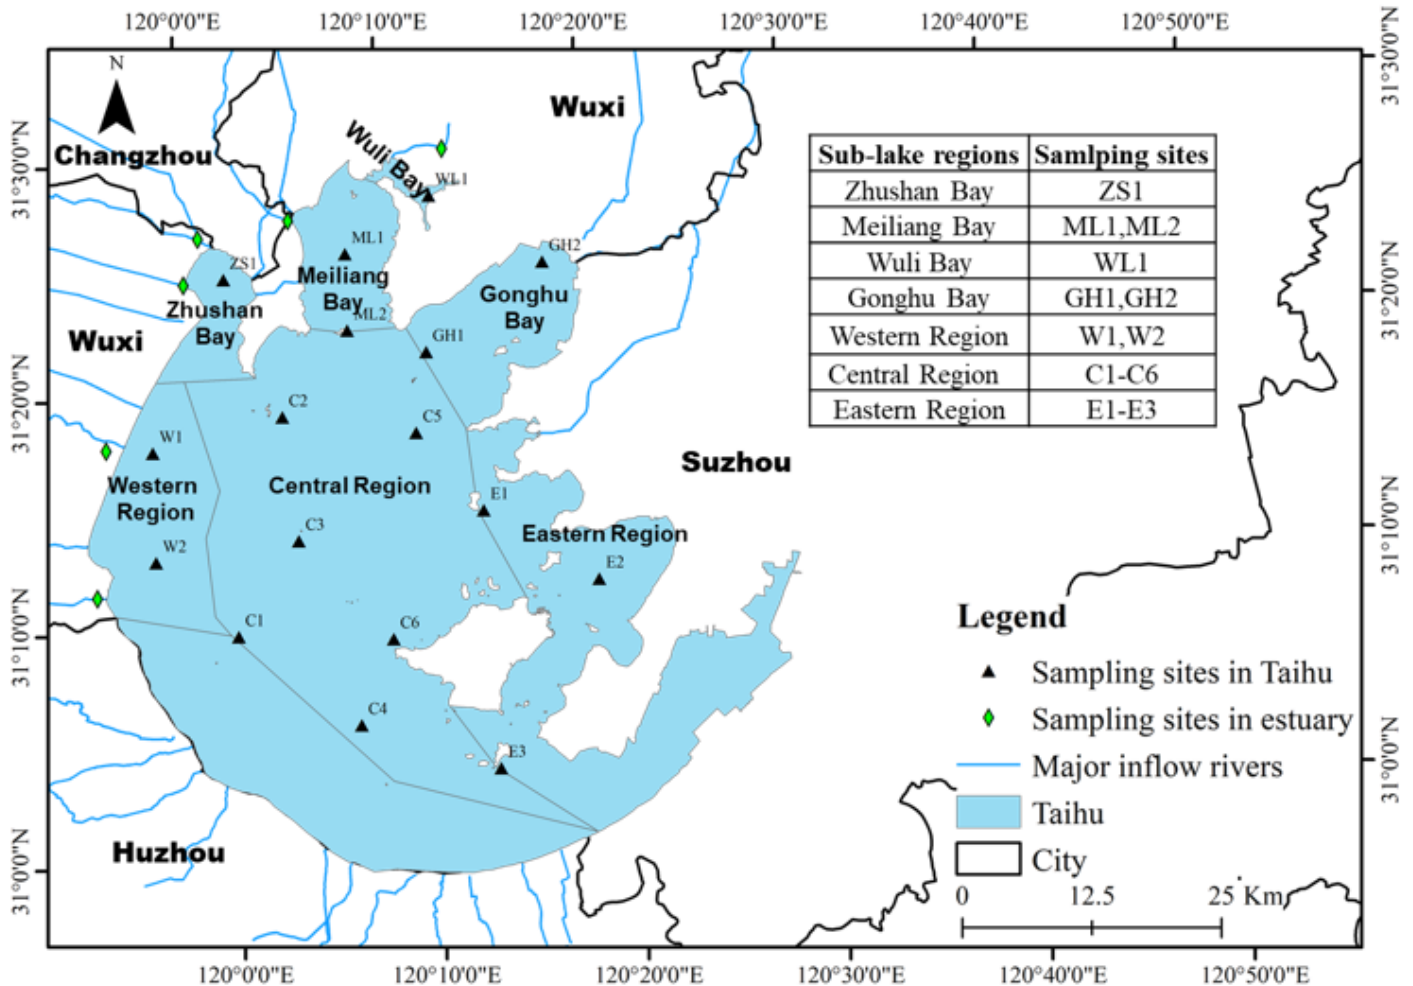 120°0'0"E 120°10'0"E 120°20'0"E 120°30'0"E 120°40'0"E 120°50'0"E
31°30'0"N
31°20'0"N
31°10'0"N
31°0'0"N
31°30'0"N
31°20'0"N
31°10'0"N
31°0'0"N
N
Changzhou
Wuxi
Wuli Bay
WL1
ML1
Meiliang
Bay
ML2
ZS1
Zhushan
Bay
GH2
Gonghu
Bay
GH1
Wuxi
C2
C5
W1
Western
Region
W2
Central Region
C3
E1
Eastern Region
E2
Suzhou
C1
C6
C4
E3
Huzhou
Sub-lake regions Samlping sites
Zhushan Bay ZS1
Meiliang Bay ML1,ML2
Wuli Bay WL1
Gonghu Bay GH1,GH2
Western Region W1,W2
Central Region C1-C6
Eastern Region E1-E3
Legend
Sampling sites in Taihu
Sampling sites in estuary
Major inflow rivers
Taihu
City
0 12.5 25 Km
120°0'0"E 120°10'0"E 120°20'0"E 120°30'0"E 120°40'0"E 120°50'0"E